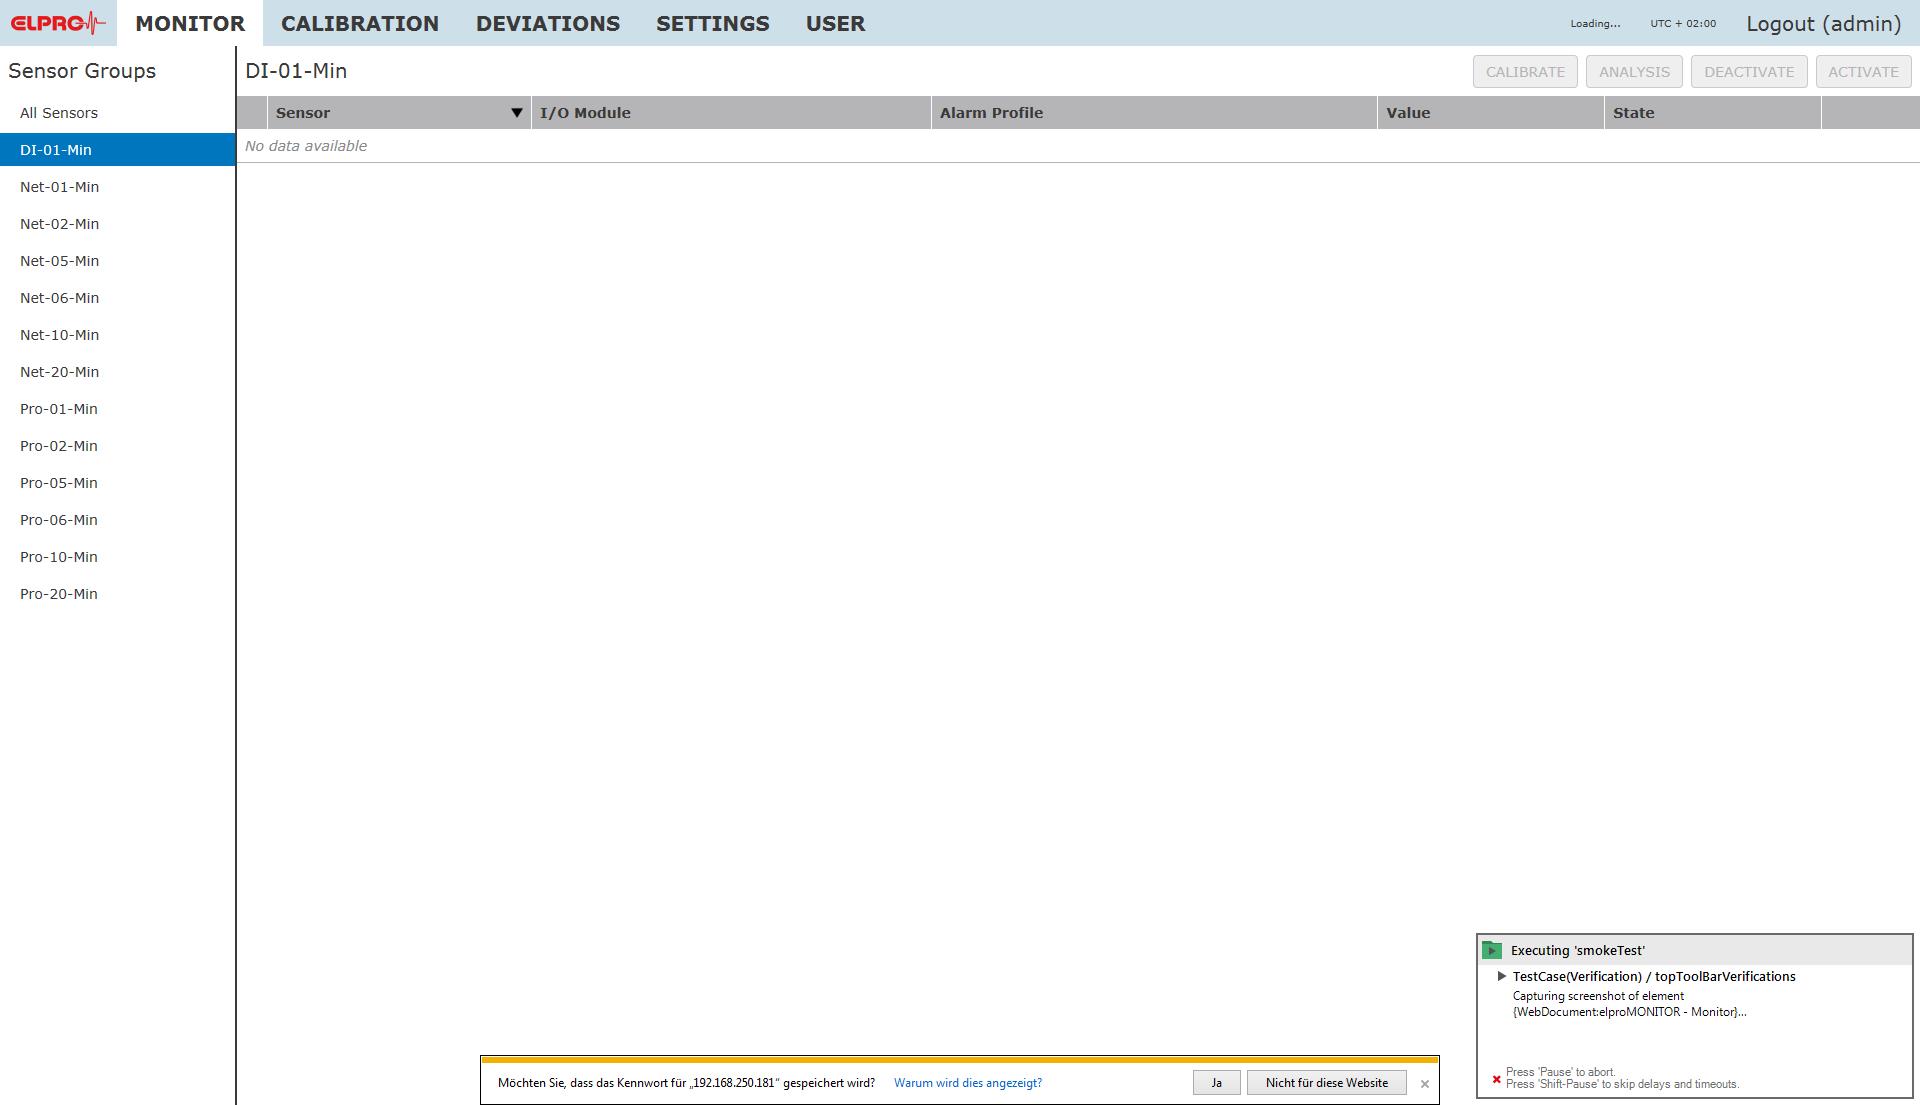 ELPRO MONITOR CALIBRATION DEVIATIONS SETTINGS USER Loading... UTC + 02:00 Logout (admin)
Sensor Groups
All Sensors
DI-01-Min
Net-01-Min
Net-02-Min
Net-05-Min
Net-06-Min
Net-10-Min
Net-20-Min
Pro-01-Min
Pro-02-Min
Pro-05-Min
Pro-06-Min
Pro-10-Min
Pro-20-Min
DI-01-Min CALIBRATE ANALYSIS DEACTIVATE ACTIVATE
Sensor I/O Module Alarm Profile Value State
No data available
Executing 'smokeTest'
TestCase(Verification) / topToolBarVerifications
Capturing screenshot of element
{WebDocument:elproMONITOR - Monitor}...
Press 'Pause' to abort.
Press 'Shift-Pause' to skip delays and timeouts.
Möchten Sie, dass das Kennwort für „192.168.250.181“ gespeichert wird? Warum wird dies angezeigt? Ja Nicht für diese Website